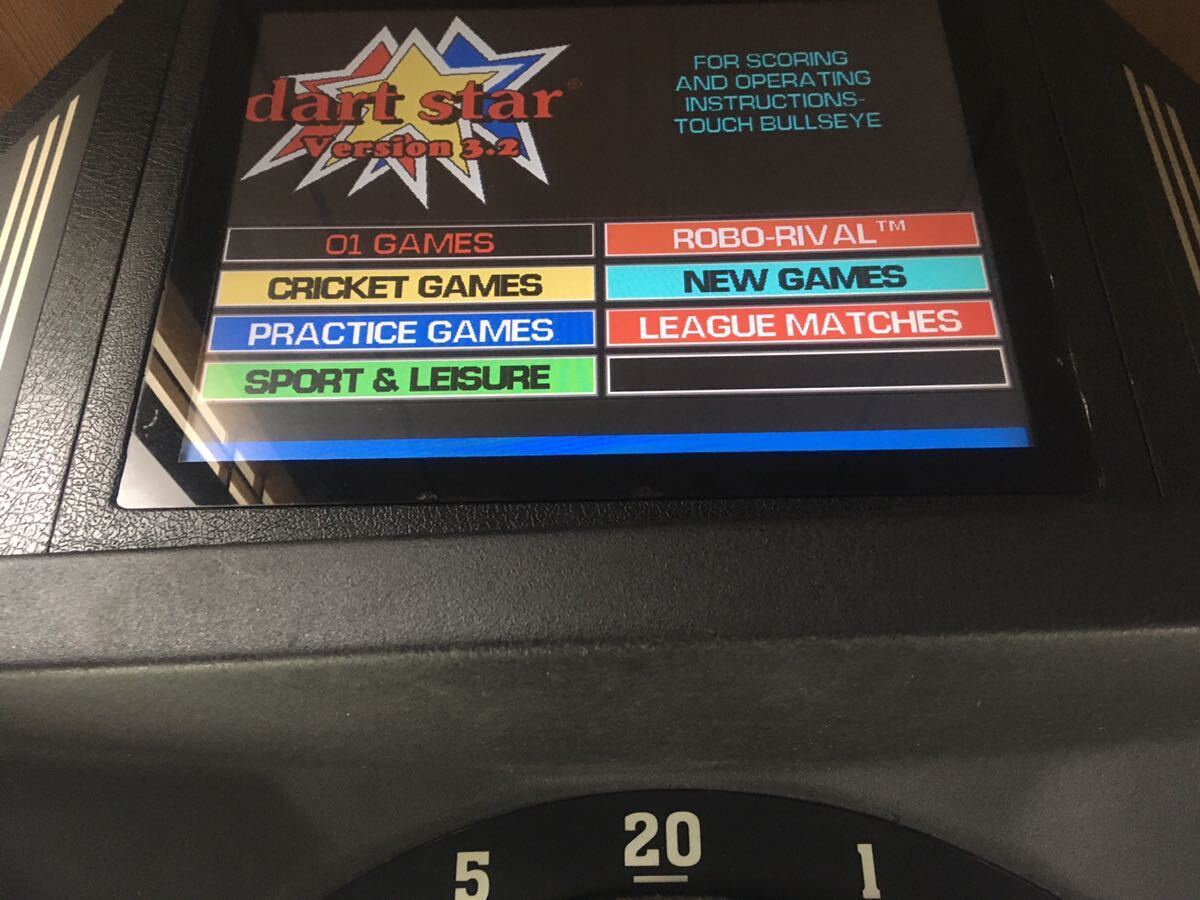 dart star®
Version 3.2
FOR SCORING
AND OPERATING
INSTRUCTIONS-
TOUCH BULLSEYE
01 GAMES
ROBO-RIVAL™
CRICKET GAMES
NEW GAMES
PRACTICE GAMES
LEAGUE MATCHES
SPORT & LEISURE
5
20
1